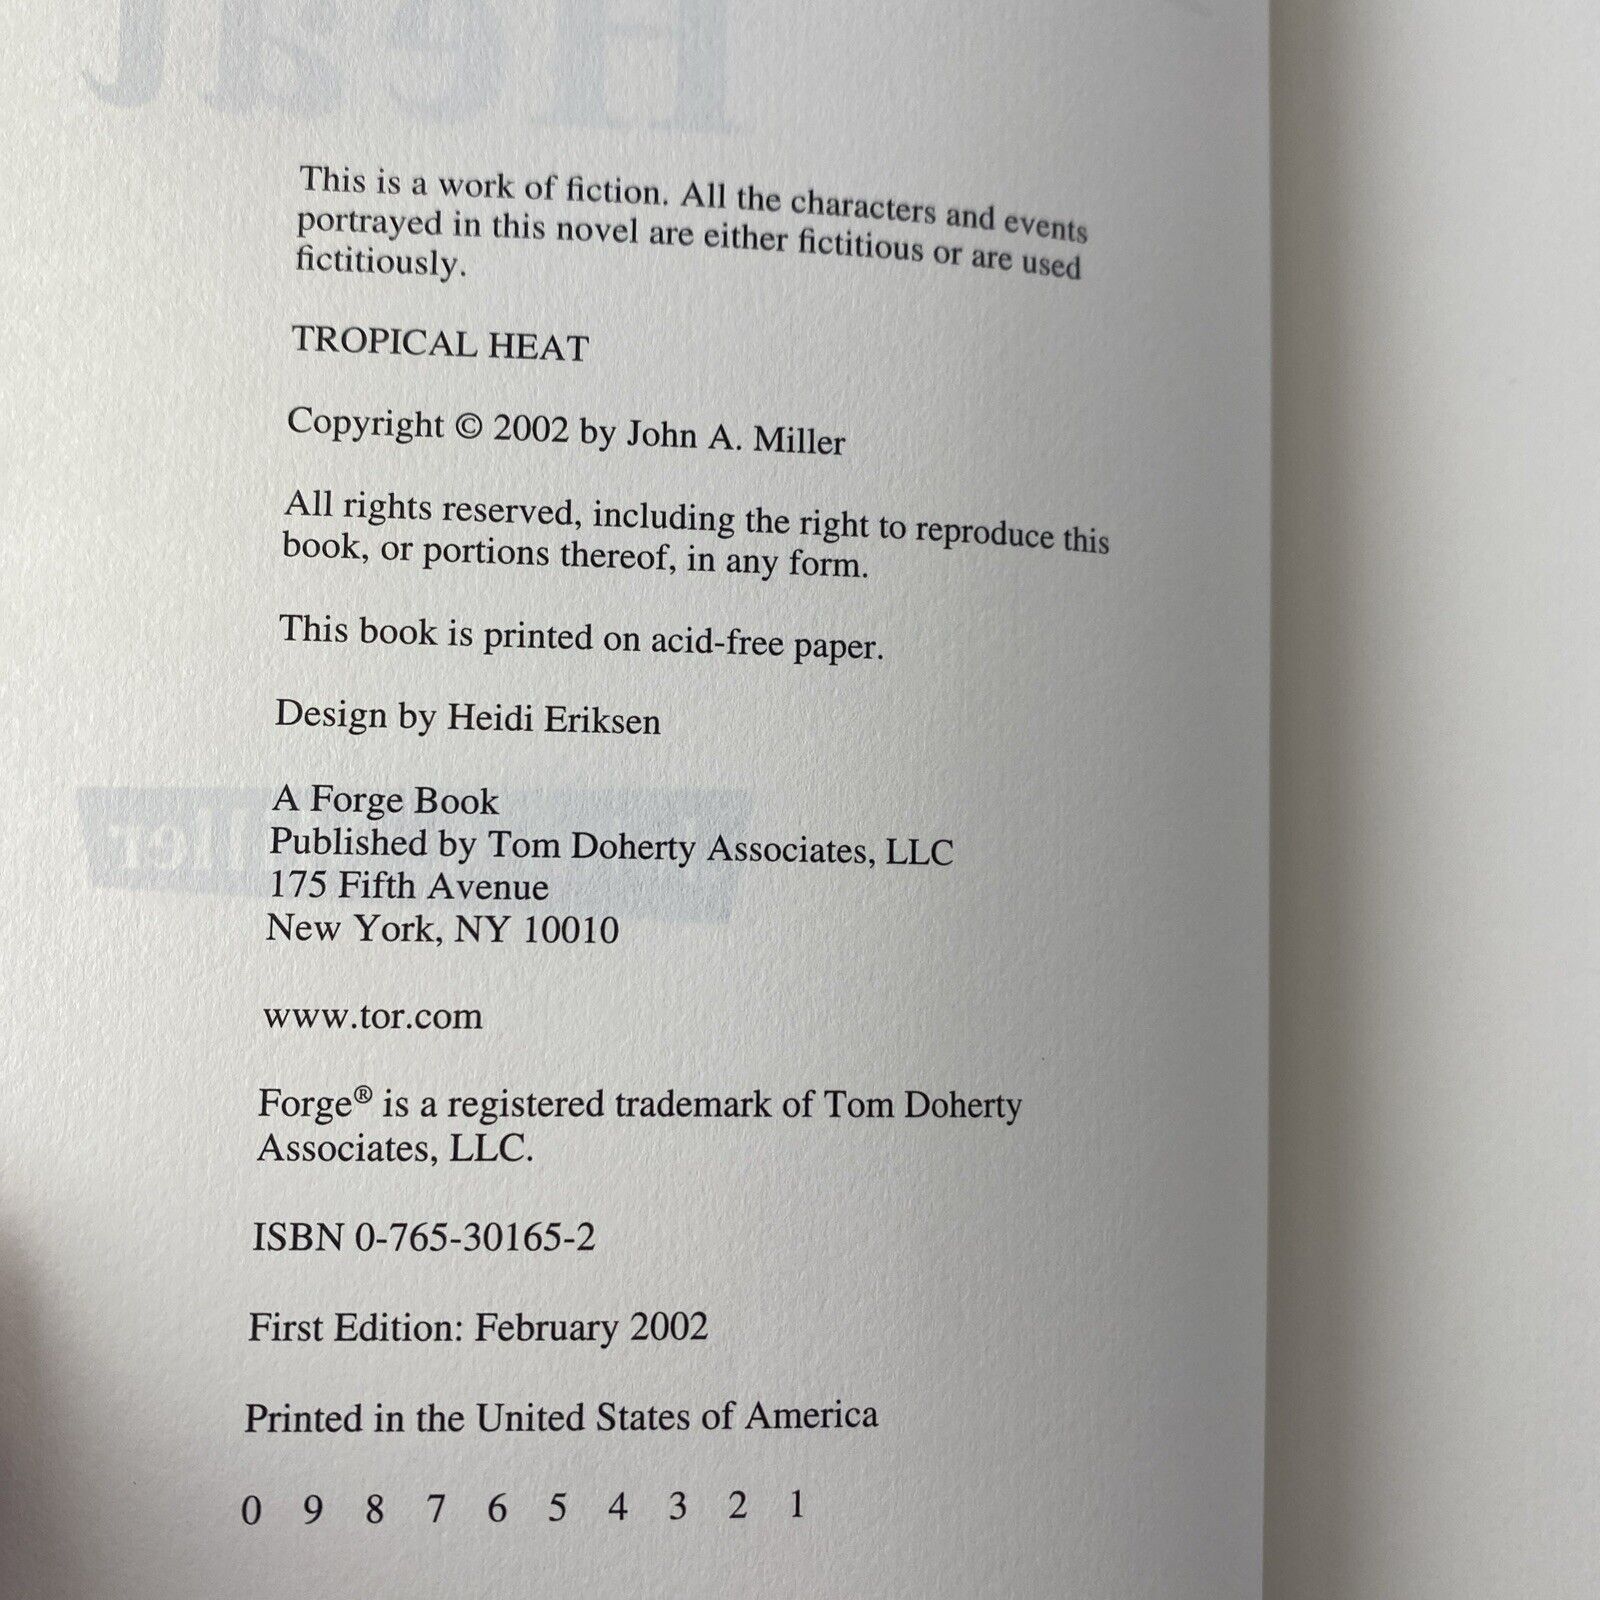 This is a work of fiction. All the characters and events
portrayed in this novel are either fictitious or are used
fictitiously.
TROPICAL HEAT
Copyright © 2002 by John A. Miller
All rights reserved, including the right to reproduce this
book, or portions thereof, in any form.
This book is printed on acid-free paper.
Design by Heidi Eriksen
A Forge Book
Published by Tom Doherty Associates, LLC
175 Fifth Avenue
New York, NY 10010
www.tor.com
Forge® is a registered trademark of Tom Doherty
Associates, LLC.
ISBN 0-765-30165-2
First Edition: February 2002
Printed in the United States of America
0 9 8 7 6 5 4 3 2 1